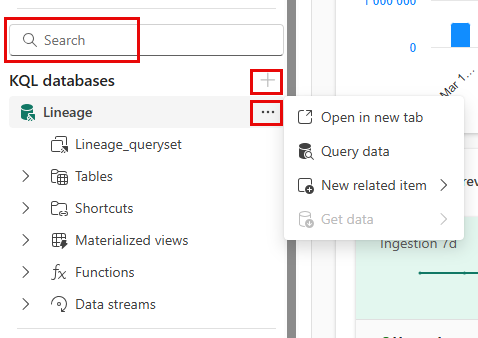 1 000 000
0
Mar 1...
Search
KQL databases
Lineage
Lineage_queryset
Tables
Shortcuts
Materialized views
Functions
Data streams
Open in new tab
Query data
New related item
Get data
Ingestion 7d